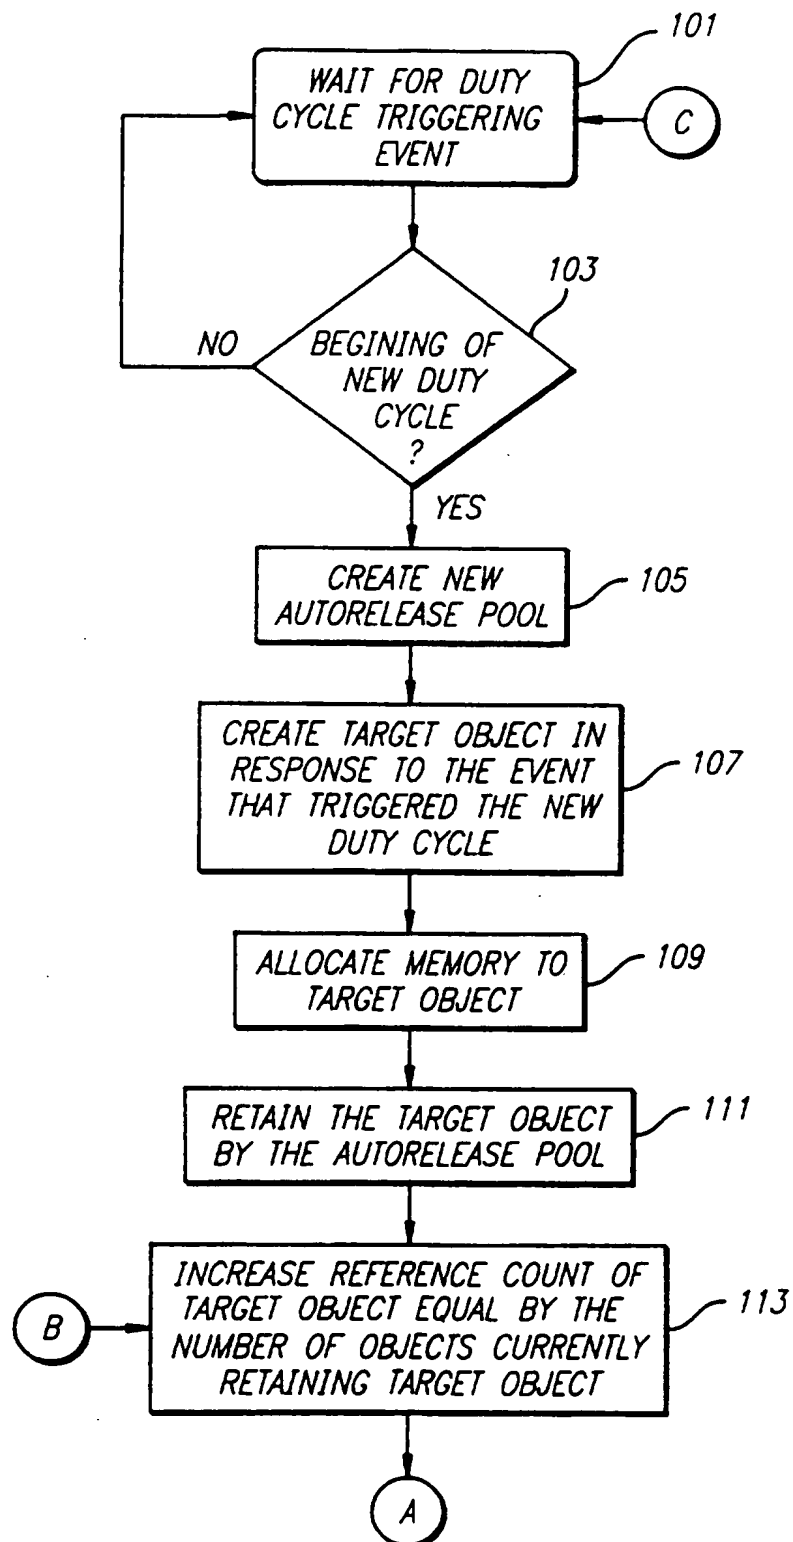 101
WAIT FOR DUTY
CYCLE TRIGGERING
EVENT
C
103
NO
BEGINING OF
NEW DUTY
CYCLE
?
YES
CREATE NEW
AUTORELEASE POOL
105
CREATE TARGET OBJECT IN
RESPONSE TO THE EVENT
THAT TRIGGERED THE NEW
DUTY CYCLE
107
ALLOCATE MEMORY TO
TARGET OBJECT
109
RETAIN THE TARGET OBJECT
BY THE AUTORELEASE POOL
111
INCREASE REFERENCE COUNT OF
TARGET OBJECT EQUAL BY THE
NUMBER OF OBJECTS CURRENTLY
RETAINING TARGET OBJECT
113
B
A